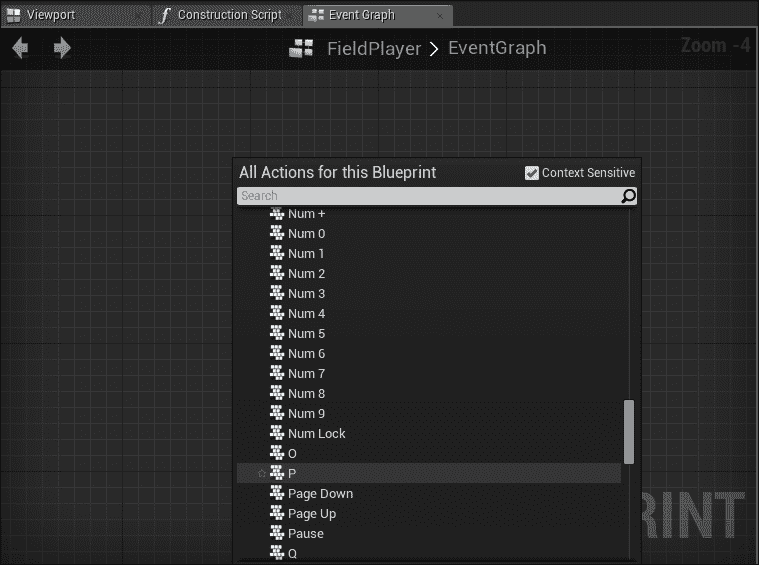 Viewport
Construction Script
Event Graph
FieldPlayer > EventGraph
Zoom -4
All Actions for this Blueprint
Context Sensitive
Search
Num +
Num 0
Num 1
Num 2
Num 3
Num 4
Num 5
Num 6
Num 7
Num 8
Num 9
Num Lock
O
P
Page Down
Page Up
Pause
Q
RINT